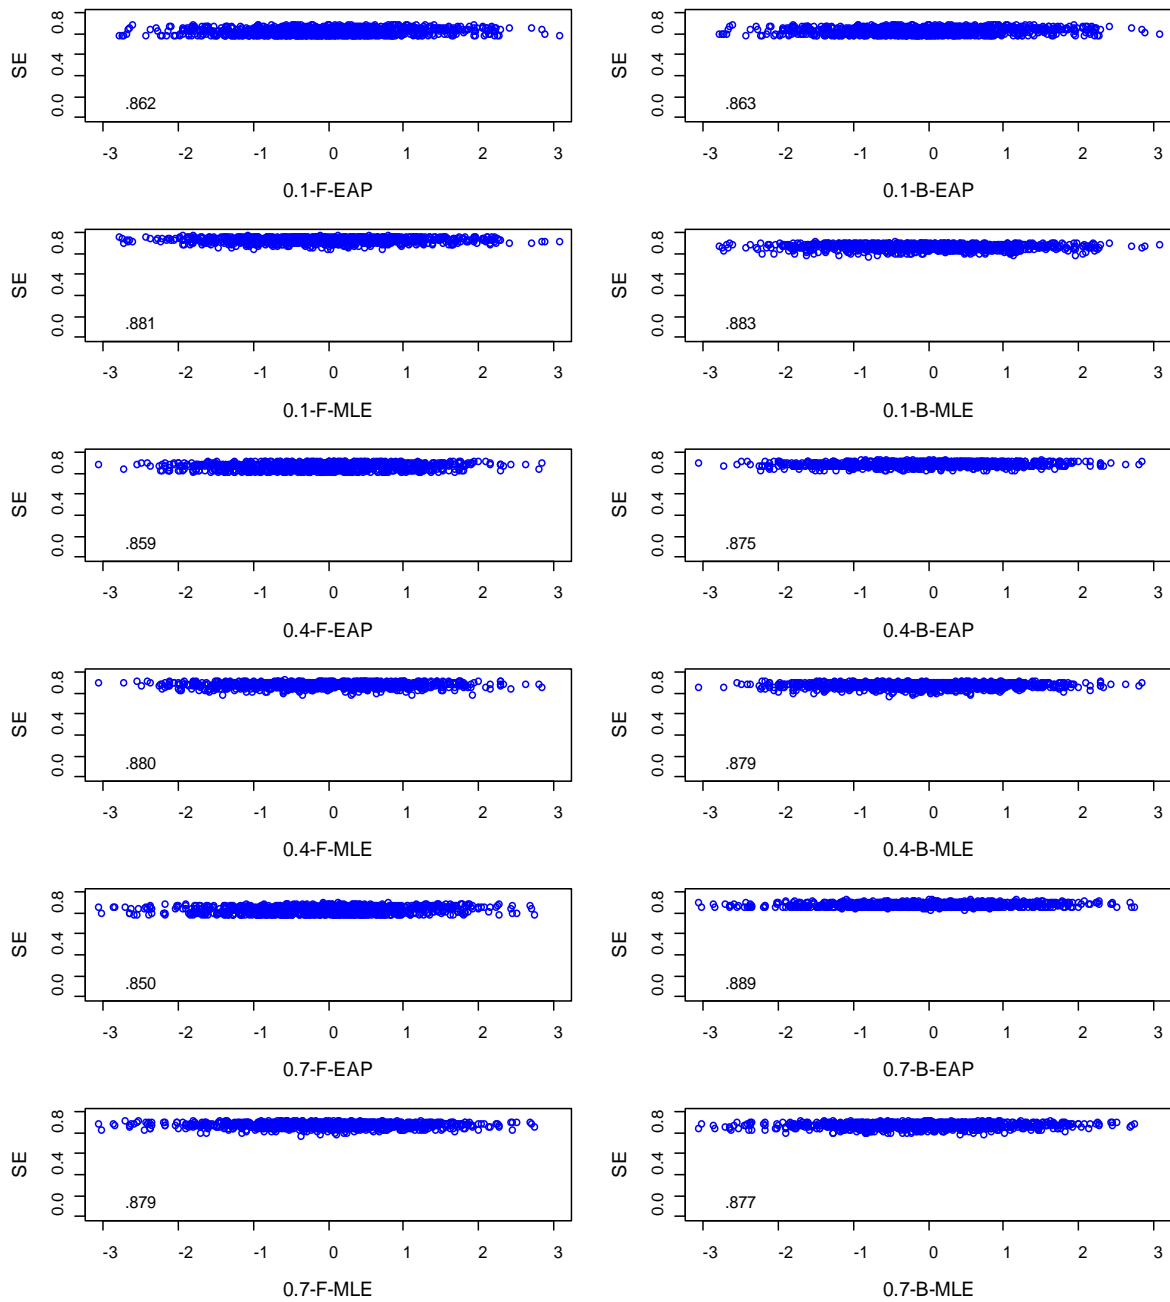 SE
0.0 0.4 0.8
.862
-3 -2 -1 0 1 2 3
0.1-F-EAP
SE
0.0 0.4 0.8
.863
-3 -2 -1 0 1 2 3
0.1-B-EAP
SE
0.0 0.4 0.8
.881
-3 -2 -1 0 1 2 3
0.1-F-MLE
SE
0.0 0.4 0.8
.883
-3 -2 -1 0 1 2 3
0.1-B-MLE
SE
0.0 0.4 0.8
.859
-3 -2 -1 0 1 2 3
0.4-F-EAP
SE
0.0 0.4 0.8
.875
-3 -2 -1 0 1 2 3
0.4-B-EAP
SE
0.0 0.4 0.8
.880
-3 -2 -1 0 1 2 3
0.4-F-MLE
SE
0.0 0.4 0.8
.879
-3 -2 -1 0 1 2 3
0.4-B-MLE
SE
0.0 0.4 0.8
.850
-3 -2 -1 0 1 2 3
0.7-F-EAP
SE
0.0 0.4 0.8
.889
-3 -2 -1 0 1 2 3
0.7-B-EAP
SE
0.0 0.4 0.8
.879
-3 -2 -1 0 1 2 3
0.7-F-MLE
SE
0.0 0.4 0.8
.877
-3 -2 -1 0 1 2 3
0.7-B-MLE